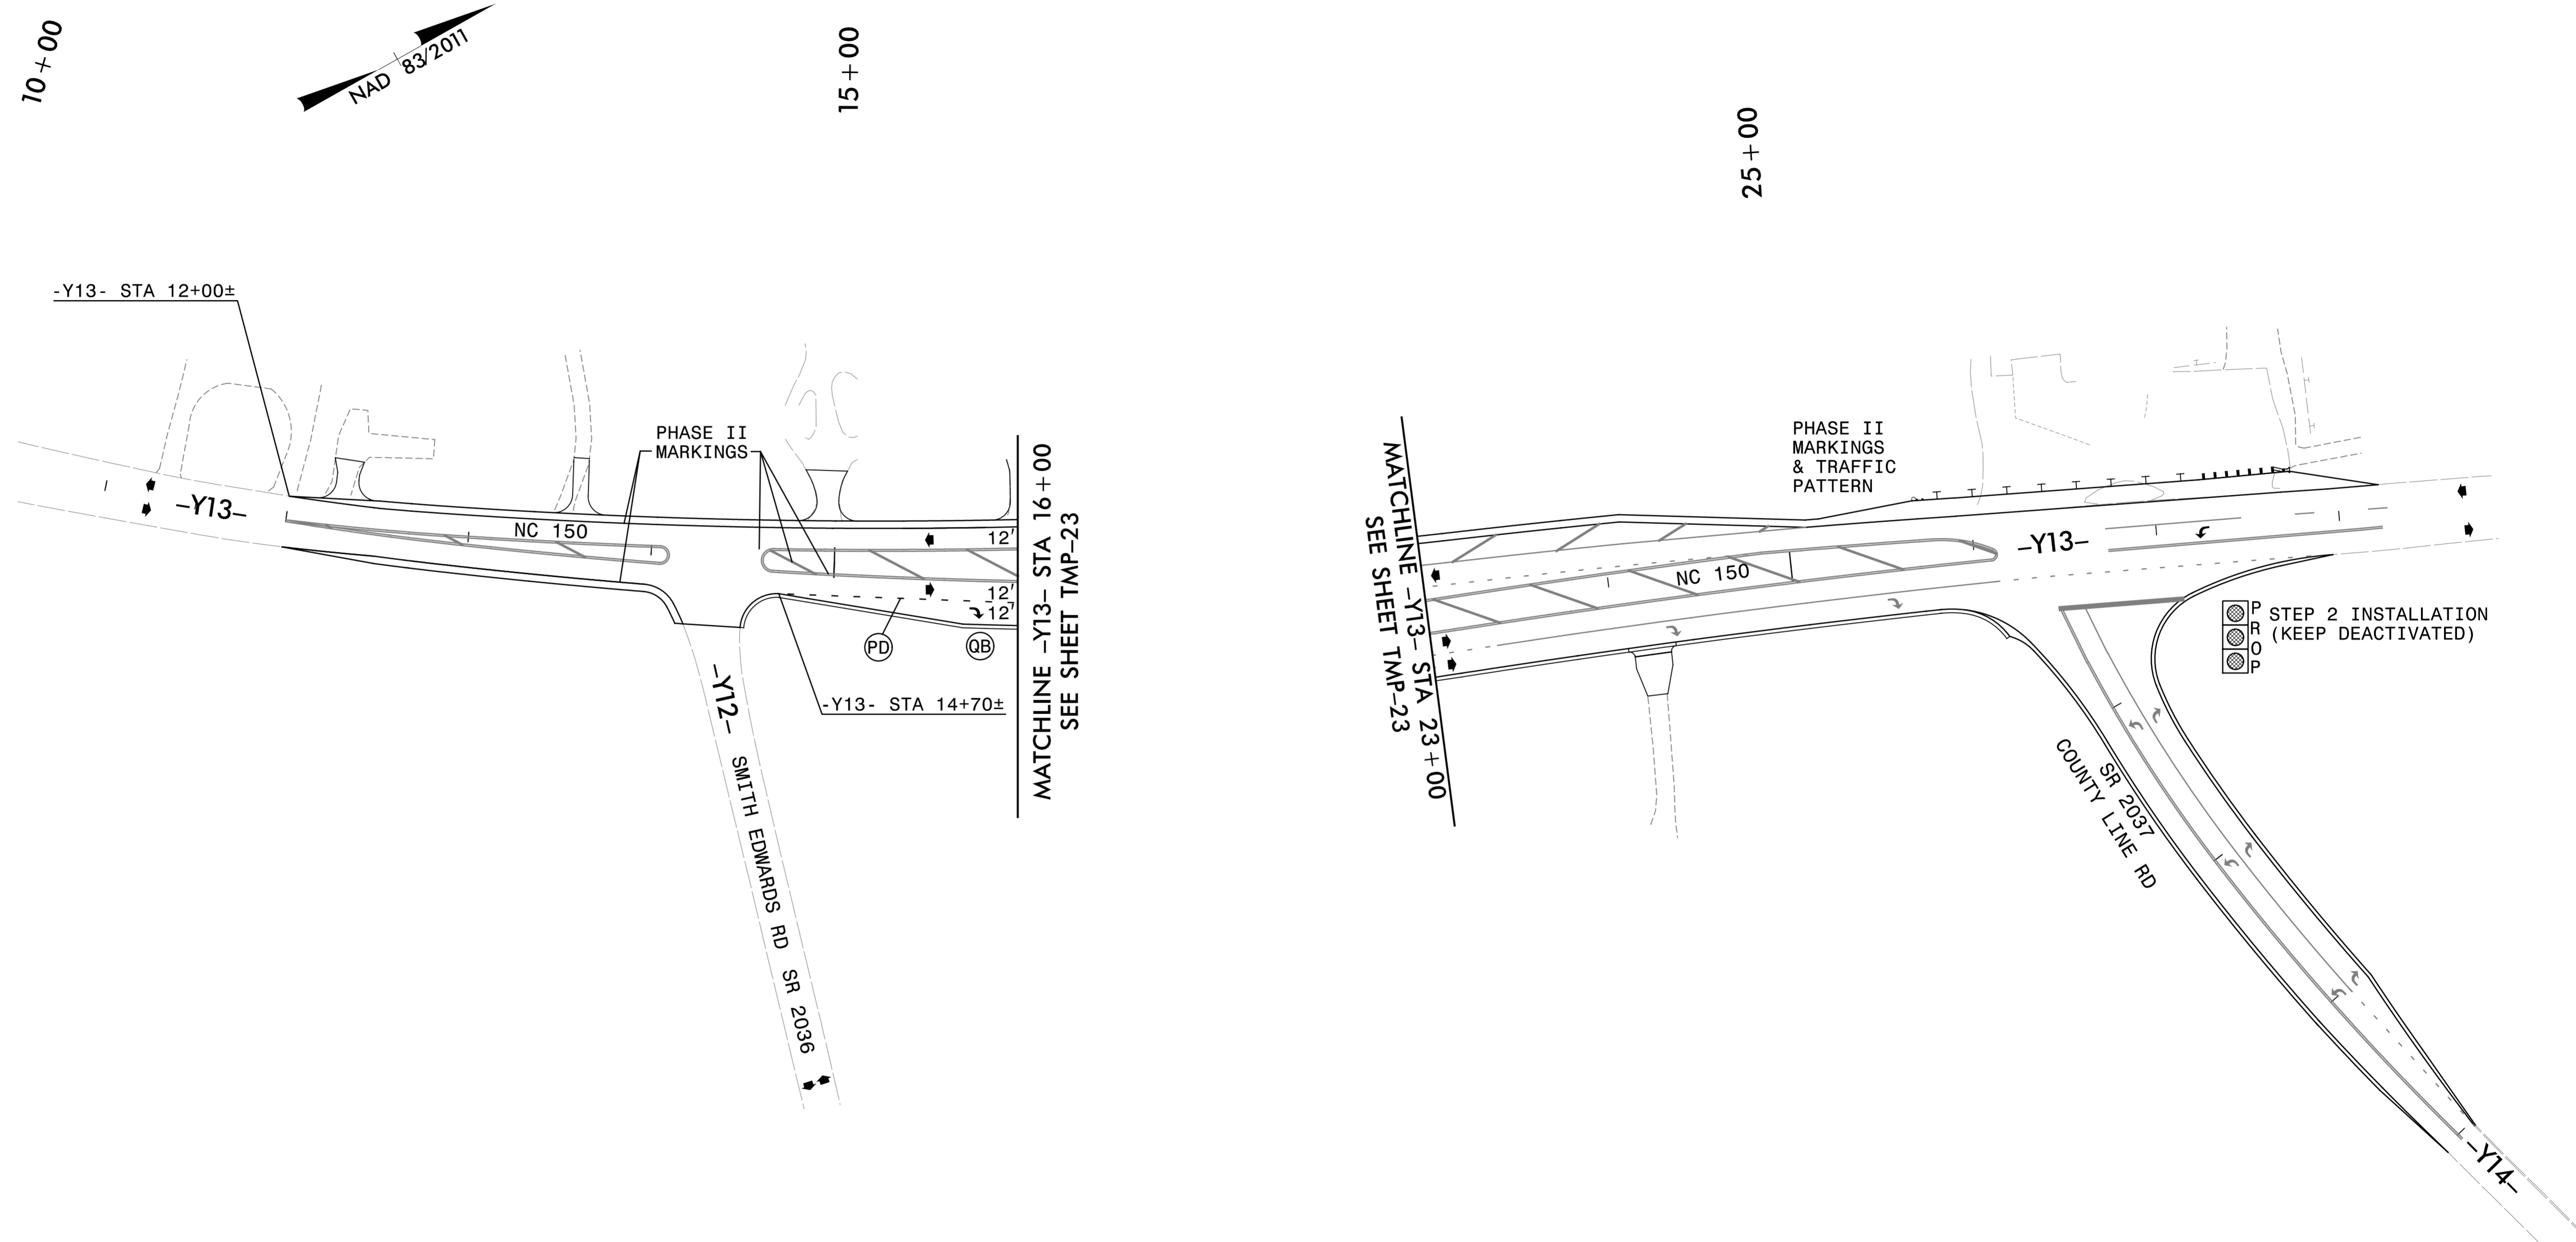 10+00
NAD 83/2011
15+00
25+00
-Y13- STA 12+00±
PHASE II
MARKINGS
-Y13-
NC 150
12'
12'
12'
PD
QB
-Y13- STA 14+70±
MATCHLINE -Y13- STA 16+00
SEE SHEET TMP-23
-Y12-
SMITH EDWARDS RD SR 2036
MATCHLINE -Y13- STA 23+00
SEE SHEET TMP-23
PHASE II
MARKINGS
& TRAFFIC
PATTERN
NC 150
-Y13-
PROP
STEP 2 INSTALLATION
(KEEP DEACTIVATED)
SR 2037
COUNTY LINE RD
-Y14-